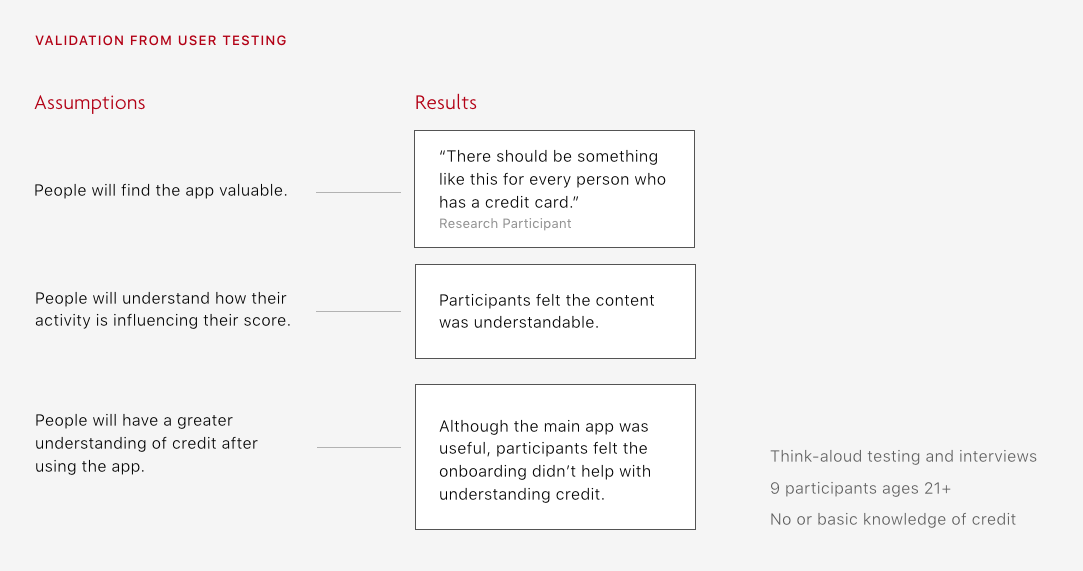 VALIDATION FROM USER TESTING
Assumptions
Results
People will find the app valuable.
“There should be something
like this for every person who
has a credit card.”
Research Participant
People will understand how their
activity is influencing their score.
Participants felt the content
was understandable.
People will have a greater
understanding of credit after
using the app.
Although the main app was
useful, participants felt the
onboarding didn’t help with
understanding credit.
Think-aloud testing and interviews
9 participants ages 21+
No or basic knowledge of credit